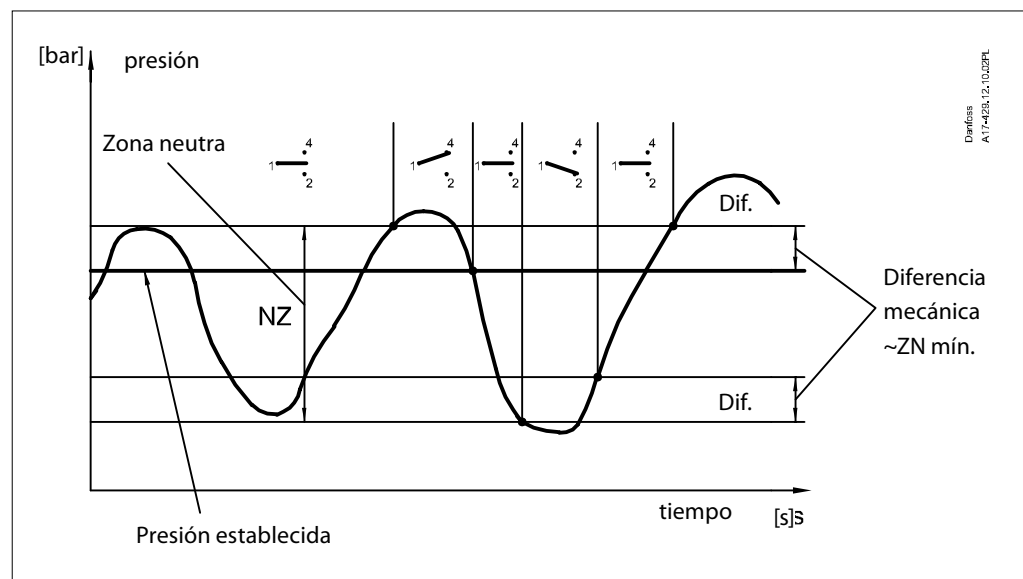 [bar]
presión
Danfoss
A17-429.12.10.02PL
Zona neutra
4
1
2
4
1
2
4
1
2
4
1
2
4
1
2
Dif.
NZ
Diferencia
mecánica
~ZN mín.
Dif.
tiempo
[s]s
Presión establecida